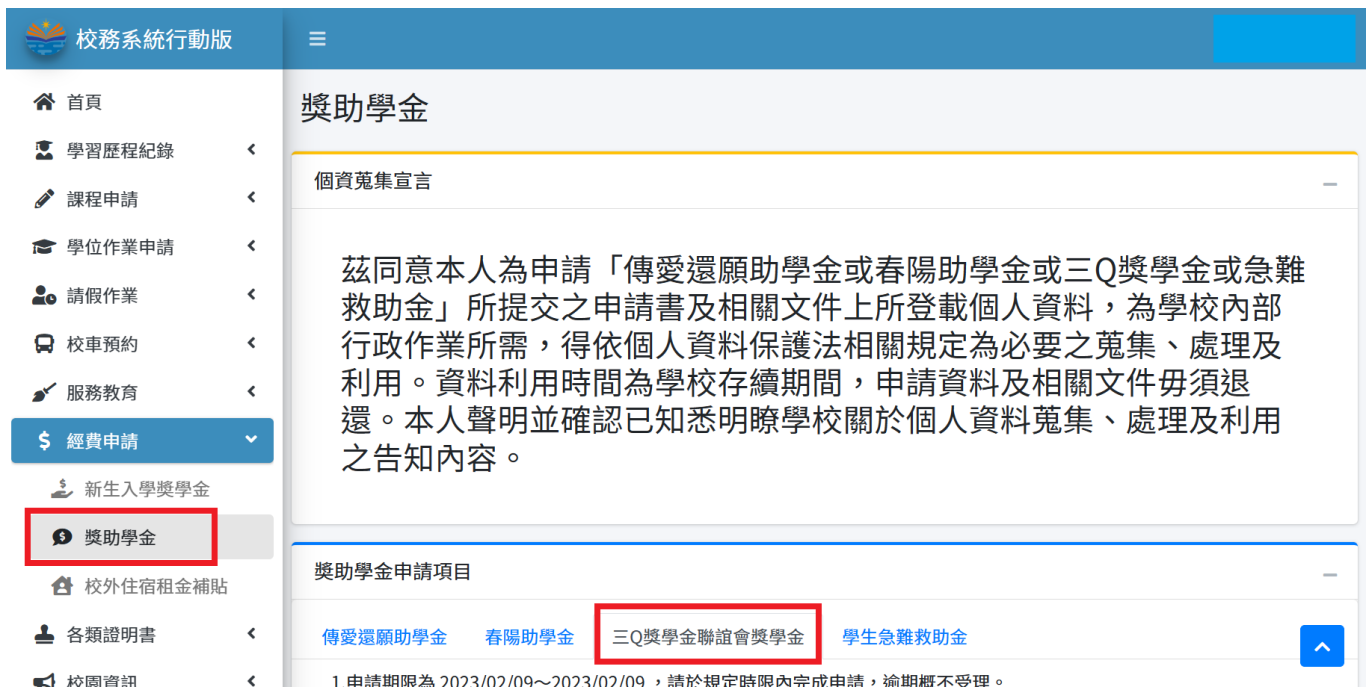 校務系統行動版
首頁
學習歷程紀錄
課程申請
學位作業申請
請假作業
校車預約
服務教育
經費申請
新生入學獎學金
獎助學金
校外住宿租金補貼
各類證明書
校園資訊
獎助學金
個資蒐集宣言
茲同意本人為申請「傳愛還願助學金或春陽助學金或三Q獎學金或急難
救助金」所提交之申請書及相關文件上所登載個人資料，為學校內部
行政作業所需，得依個人資料保護法相關規定為必要之蒐集、處理及
利用。資料利用時間為學校存續期間，申請資料及相關文件毋須退
還。本人聲明並確認已知悉明瞭學校關於個人資料蒐集、處理及利用
之告知內容。
獎助學金申請項目
傳愛還願助學金 春陽助學金 三Q獎學金聯誼會獎學金 學生急難救助金
1.申請期限為 2023/02/09～2023/02/09 ，請於規定時限內完成申請，逾期概不受理。